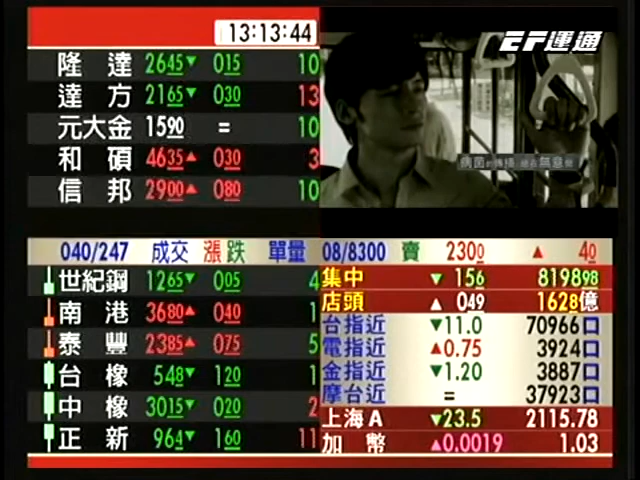 13:13:44
EF運通
隆達 2645▼ 015 10
達方 2165▼ 030 13
元大金 1590 = 10
和碩 4635▲ 030 3
信邦 2900▲ 080 10
病菌的傳播
無意
040/247 成交 漲跌 單量
世紀鋼 1265▼ 005 4
南港 3680▲ 040 1
泰豐 2385▲ 075 5
台橡 548▼ 120 1
中橡 3015▼ 020 2
正新 964▼ 160 11
08/8300 賣 2300 ▲ 40
集中 ▼ 156 819898
店頭 ▲ 049 1628億
台指近 ▼11.0 70966口
電指近 ▲0.75 3924口
金指近 ▼1.20 3887口
摩台近 = 37923口
上海A ▼23.5 2115.78
加幣 ▲0.0019 1.03